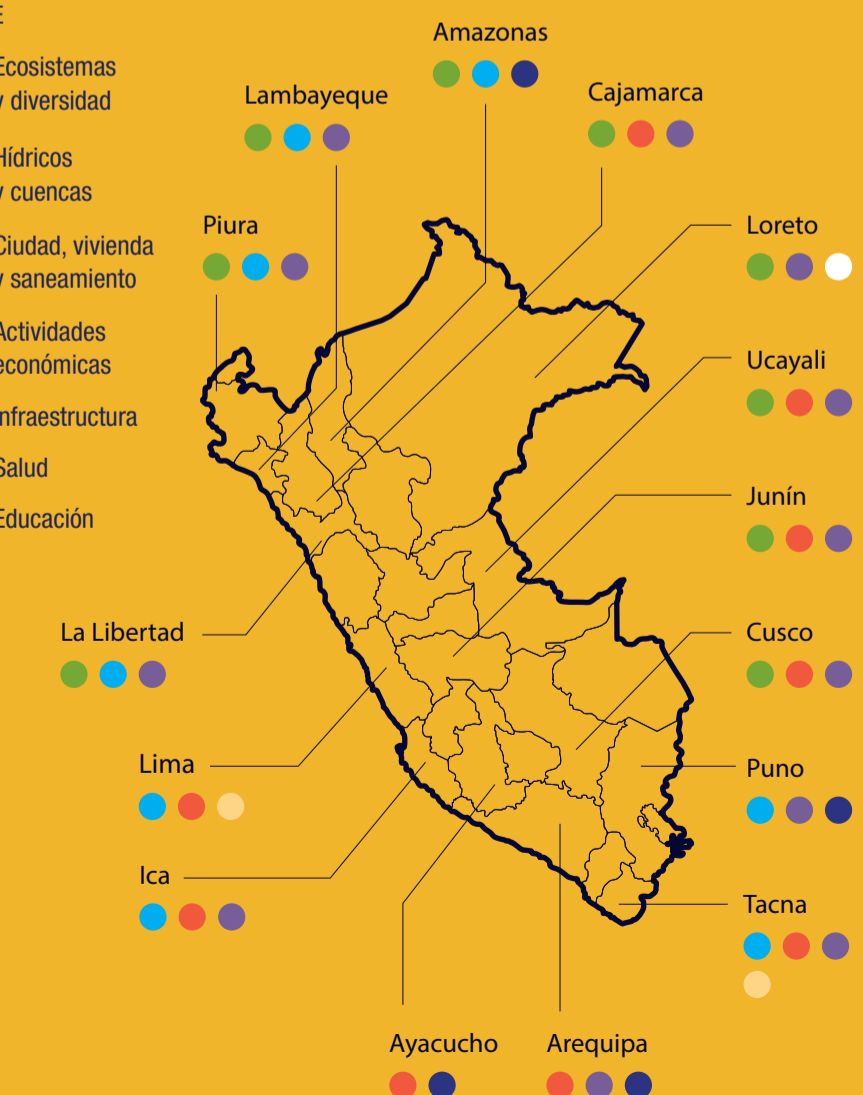 E
Ecosistemas
y diversidad
Hídricos
y cuencas
Ciudad, vivienda
y saneamiento
Actividades
económicas
Infraestructura
Salud
Educación
Amazonas
Lambayeque
Cajamarca
Piura
Loreto
Ucayali
Junín
La Libertad
Cusco
Lima
Puno
Ica
Tacna
Ayacucho
Arequipa